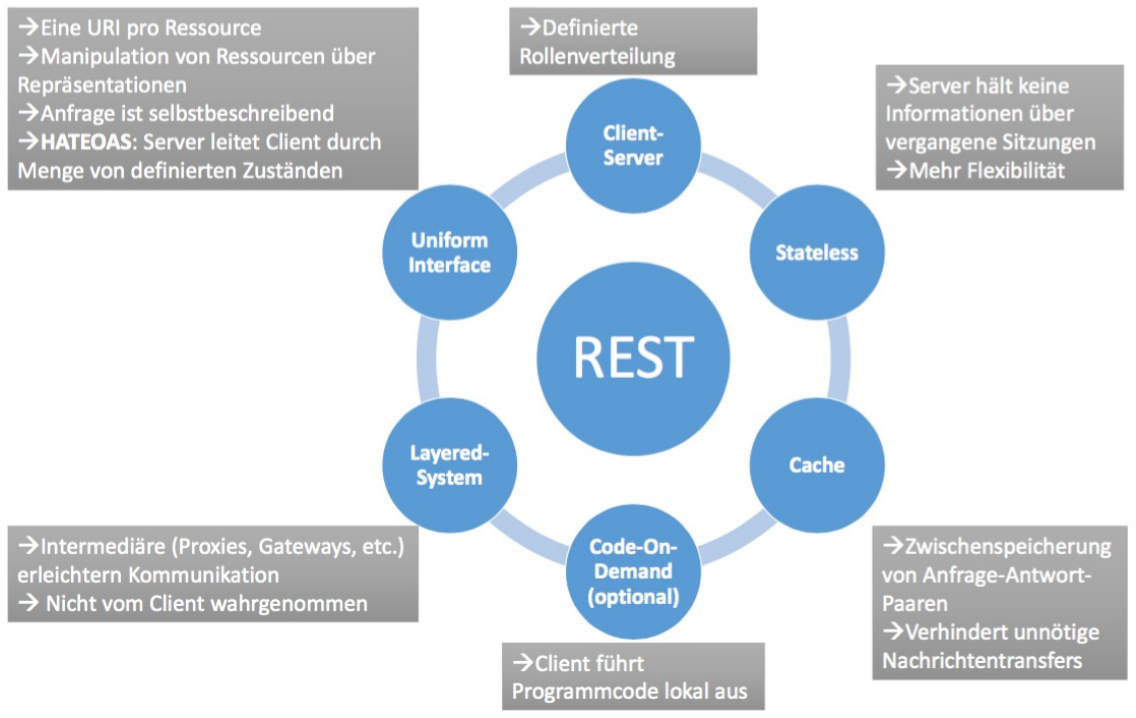 →Eine URI pro Ressource
→Manipulation von Ressourcen über
Repräsentationen
→Anfrage ist selbstbeschreibend
→HATEOAS: Server leitet Client durch
Menge von definierten Zuständen
→Definierte
Rollenverteilung
→Server hält keine
Informationen über
vergangene Sitzungen
→Mehr Flexibilität
Client-
Server
Uniform
Interface
Stateless
REST
Layered-
System
Cache
Code-On-
Demand
(optional)
→Intermediäre (Proxies, Gateways, etc.)
erleichtern Kommunikation
→ Nicht vom Client wahrgenommen
→Zwischenspeicherung
von Anfrage-Antwort-
Paaren
→Verhindert unnötige
Nachrichtentransfers
→Client führt
Programmcode lokal aus